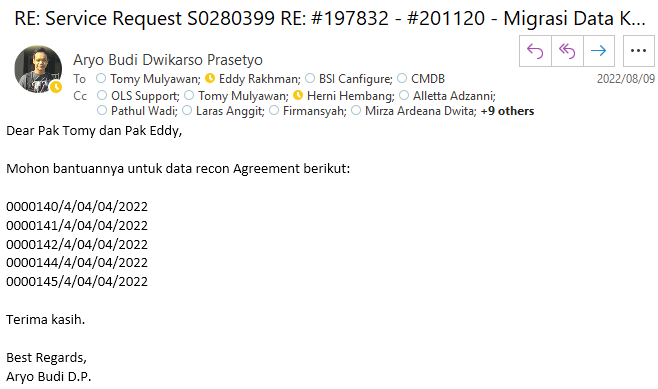 RE: Service Request S0280399 RE: #197832 - #201120 - Migrasi Data K...
Aryo Budi Dwikarso Prasetyo
To Tomy Mulyawan; Eddy Rakhman; BSI Canfigure; CMDB
2022/08/09
Cc OLS Support; Tomy Mulyawan; Herni Hembang; Alletta Adzanni;
Pathul Wadi; Laras Anggit; Firmansyah; Mirza Ardeana Dwita; +9 others
Dear Pak Tomy dan Pak Eddy,
Mohon bantuannya untuk data recon Agreement berikut:
0000140/4/04/04/2022
0000141/4/04/04/2022
0000142/4/04/04/2022
0000144/4/04/04/2022
0000145/4/04/04/2022
Terima kasih.
Best Regards,
Aryo Budi D.P.